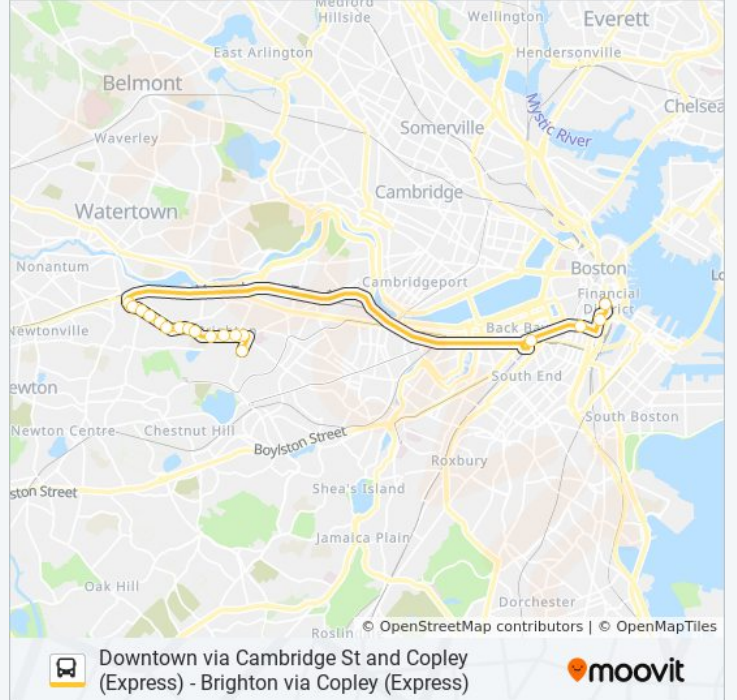 Medford
Hillside
Wellington
Everett
East Arlington
Hendersonville
Belmont
Mystic River
Chelsea
Waverley
Somerville
Cambridge
Watertown
Nonantum
Boston
Cambridgeport
Financial
District
Newtonville
Back Bay
South End
ewton
South Boston
Newton Centre
Chestnut Hill
Boylston Street
Roxbury
ston Street
Shea's Island
Jamaica Plain
Oak Hill
Dorchester
Roslin
© OpenStreetMap contributors | © OpenMapTiles
Downtown via Cambridge St and Copley
(Express) - Brighton via Copley (Express)
moovit